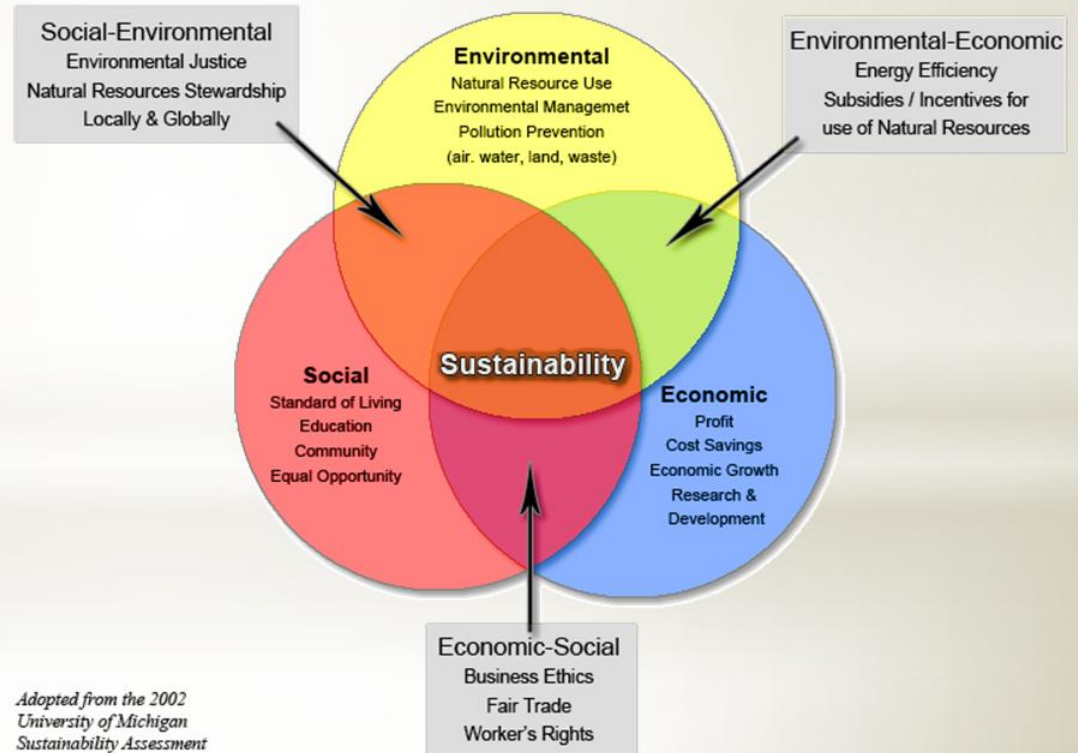 Social-Environmental
Environmental Justice
Natural Resources Stewardship
Locally & Globally
Environmental
Natural Resource Use
Environmental Managemet
Pollution Prevention
(air. water, land, waste)
Environmental-Economic
Energy Efficiency
Subsidies / Incentives for
use of Natural Resources
Sustainability
Social
Standard of Living
Education
Community
Equal Opportunity
Economic
Profit
Cost Savings
Economic Growth
Research &
Development
Economic-Social
Business Ethics
Fair Trade
Worker's Rights
Adopted from the 2002
University of Michigan
Sustainability Assessment